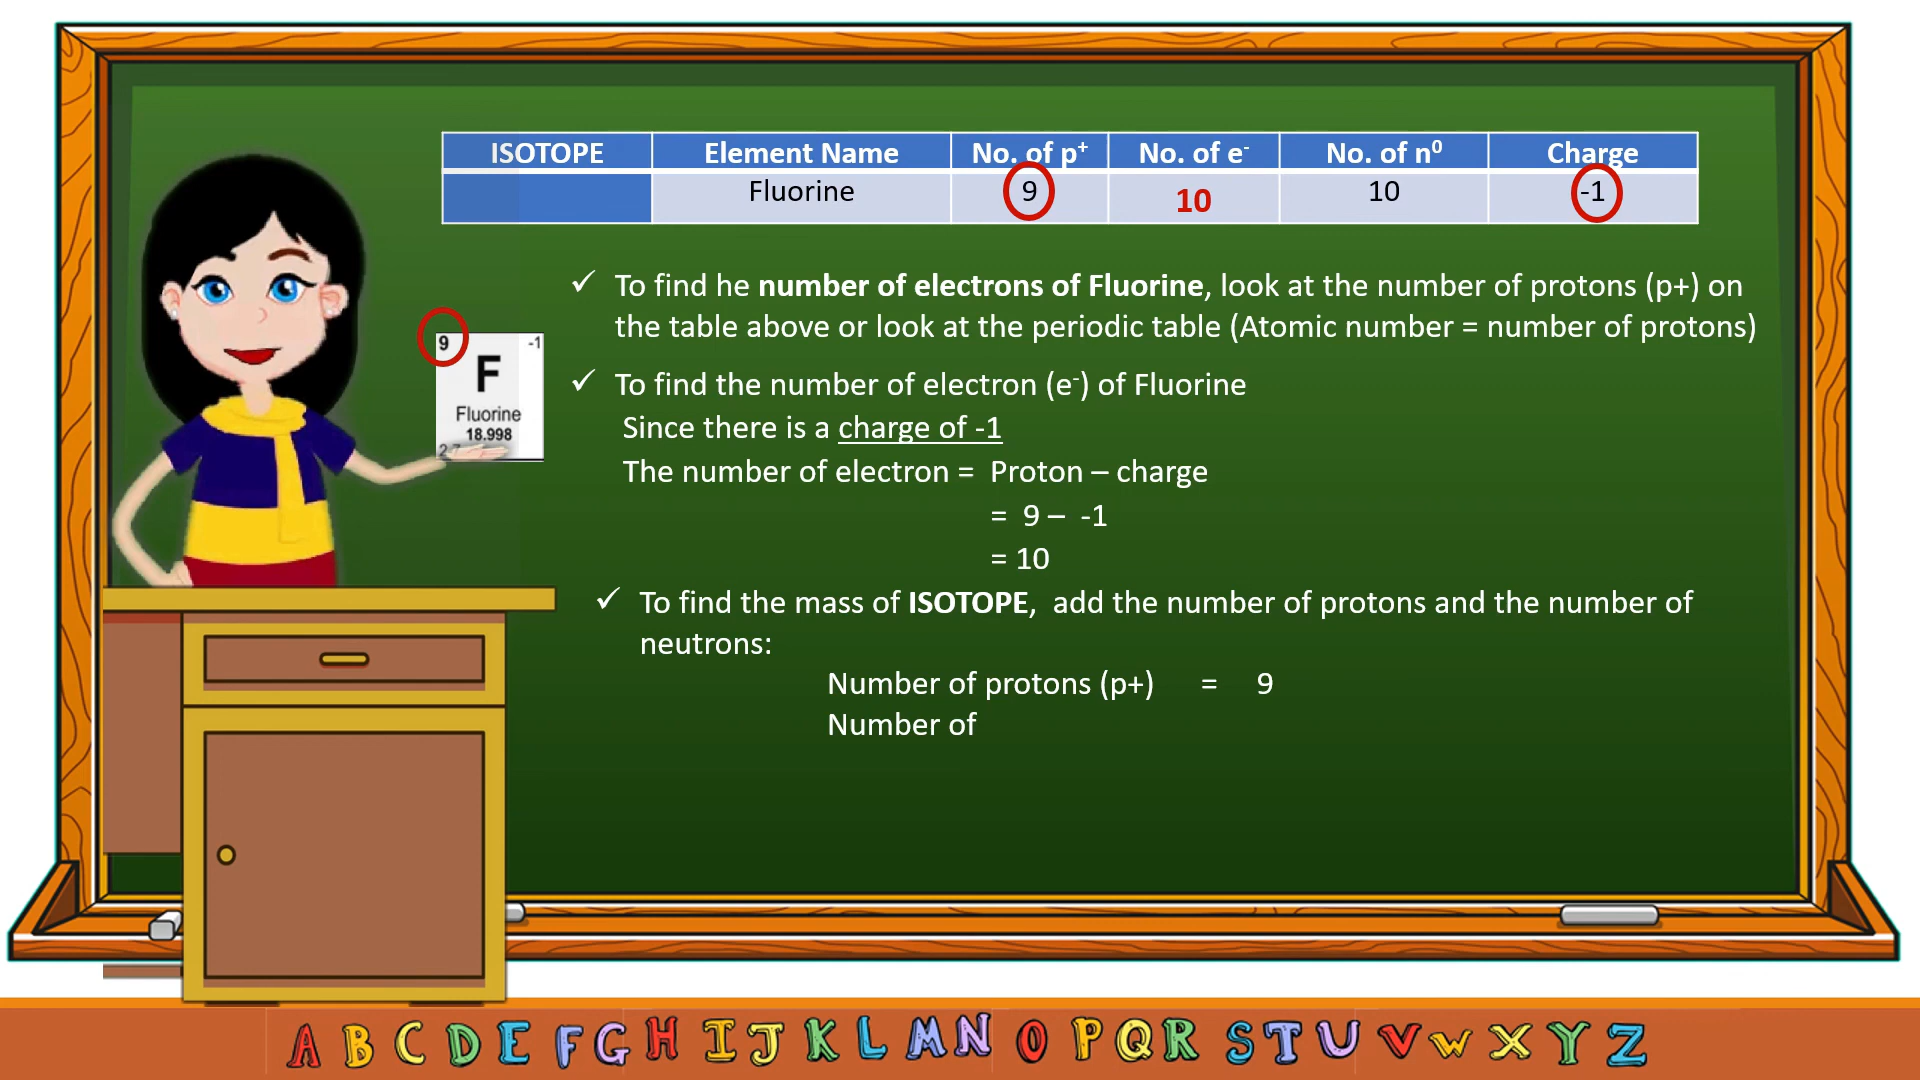 ISOTOPE Element Name No. of p⁺ No. of e⁻ No. of n⁰ Charge
Fluorine 9 10 10 -1
✓ To find he number of electrons of Fluorine, look at the number of protons (p+) on
the table above or look at the periodic table (Atomic number = number of protons)
9 -1
F
Fluorine
18.998
✓ To find the number of electron (e⁻) of Fluorine
Since there is a charge of -1
The number of electron = Proton – charge
= 9 – -1
= 10
✓ To find the mass of ISOTOPE, add the number of protons and the number of
neutrons:
Number of protons (p+) = 9
Number of
A B C D E F G H I J K L M N O P Q R S T U V W X Y Z